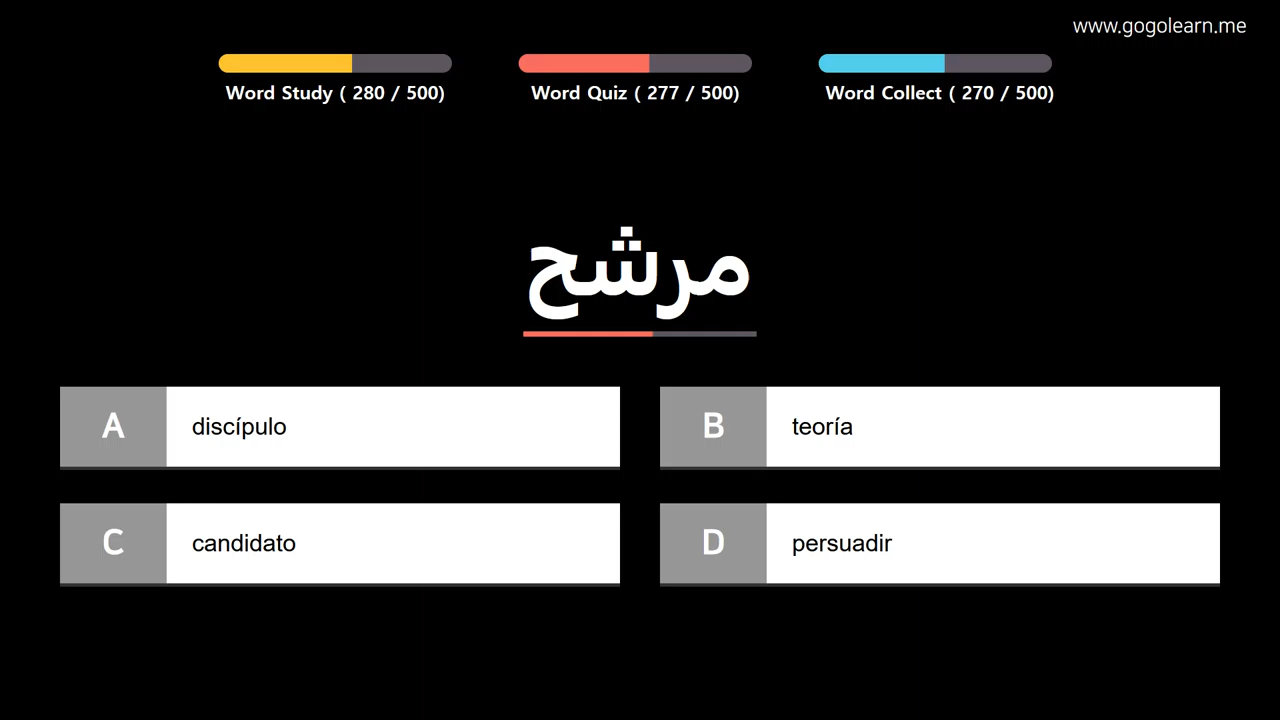 www.gogolearn.me
Word Study ( 280 / 500)
Word Quiz ( 277 / 500)
Word Collect ( 270 / 500)
مرشح
A discípulo
B teoría
C candidato
D persuadir